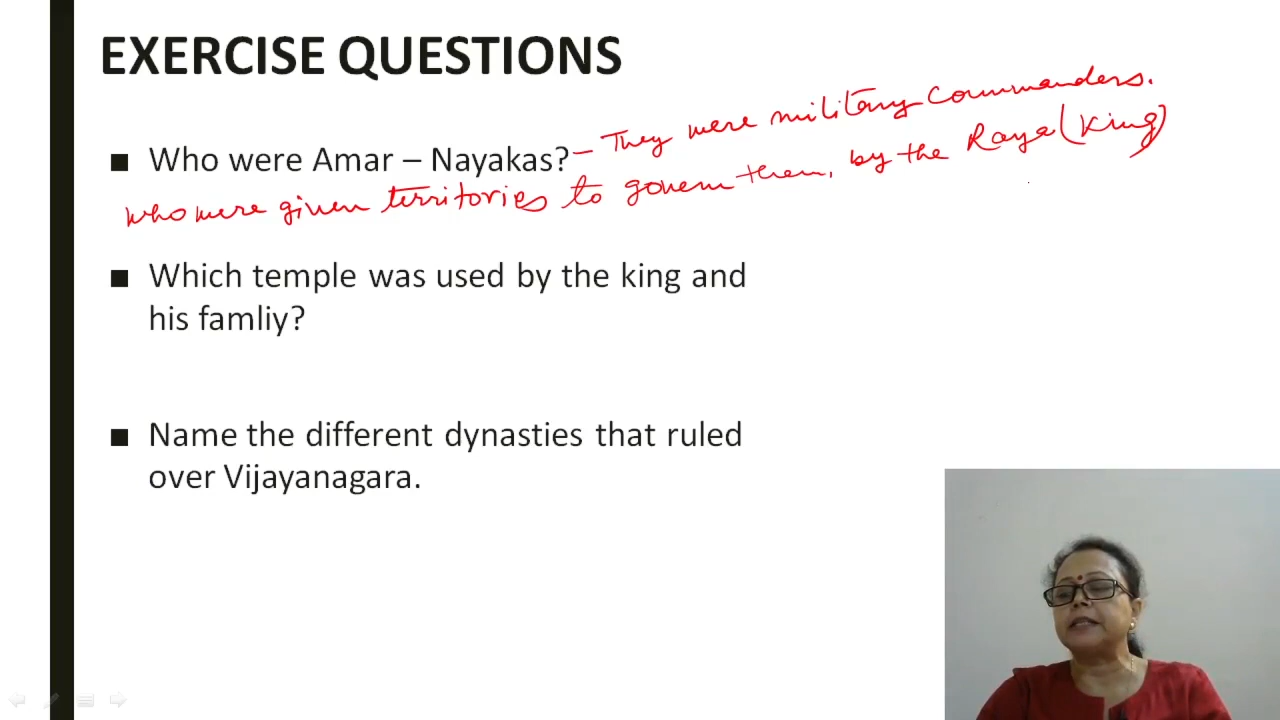 EXERCISE QUESTIONS
■ Who were Amar – Nayakas? – They were military commanders.
who were given territories to govern them, by the Raya (King)
■ Which temple was used by the king and
his famliy?
■ Name the different dynasties that ruled
over Vijayanagara.